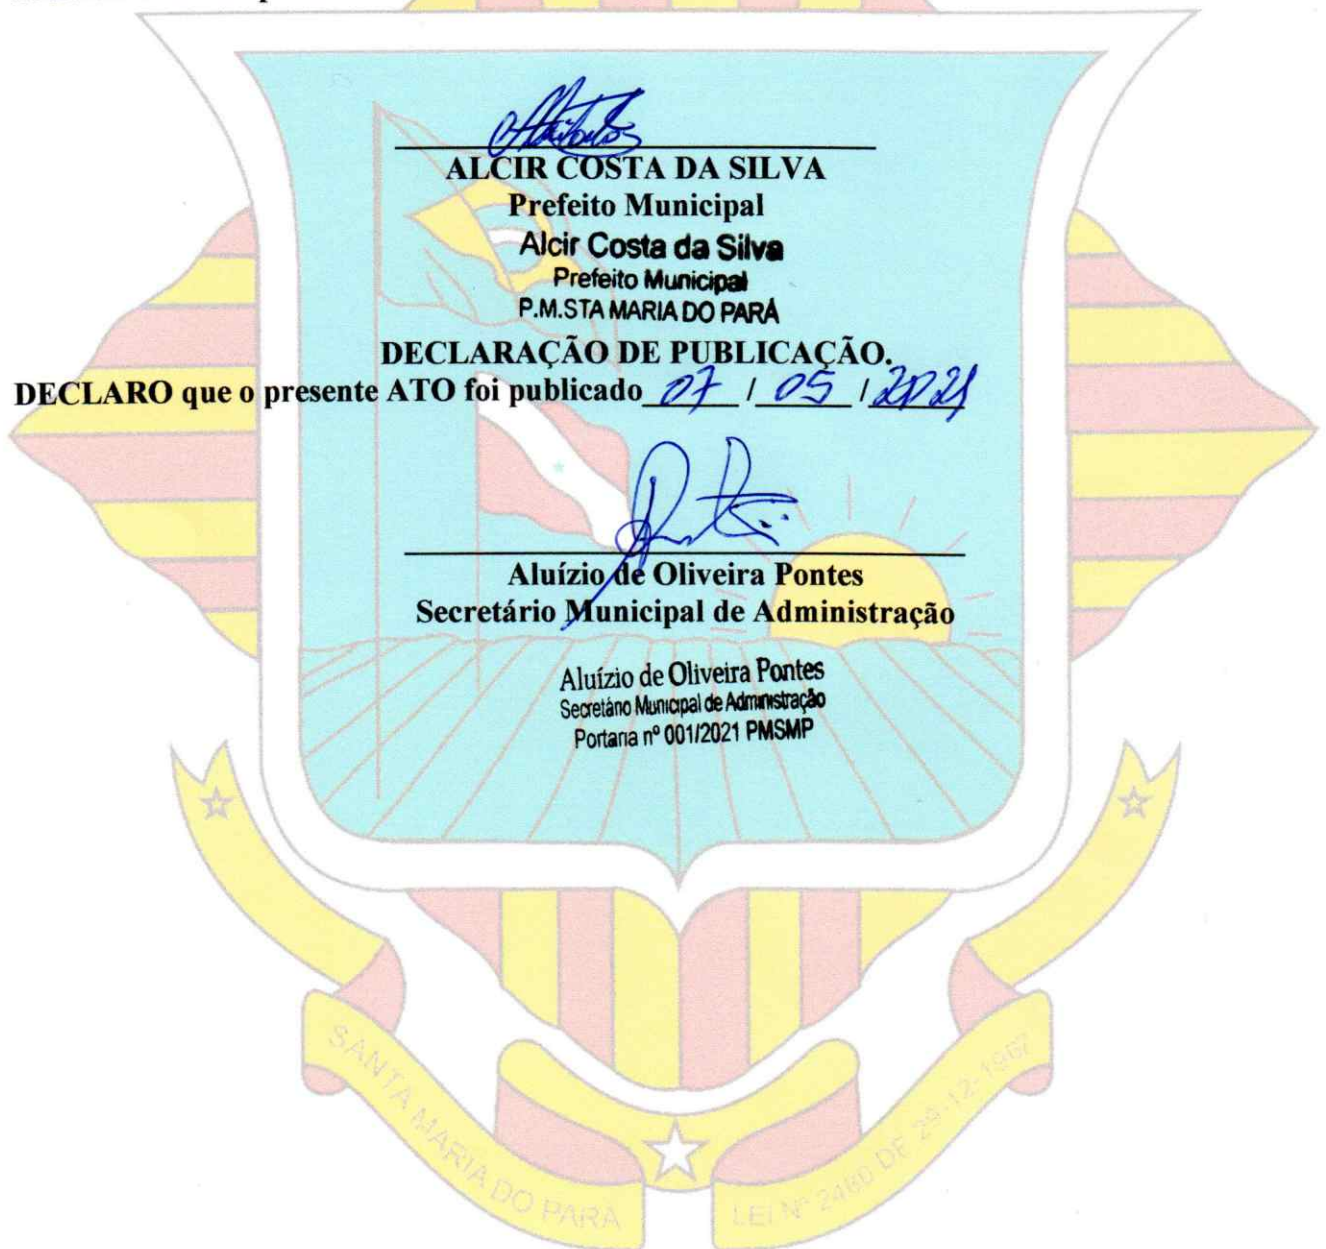 ALCIR COSTA DA SILVA
Prefeito Municipal
Alcir Costa da Silva
Prefeito Municipal
P.M.STA MARIA DO PARÁ
DECLARAÇÃO DE PUBLICAÇÃO.
DECLARO que o presente ATO foi publicado 07 / 05 / 2021
Aluízio de Oliveira Pontes
Secretário Municipal de Administração
Aluízio de Oliveira Pontes
Secretário Municipal de Administração
Portaria nº 001/2021 PMSMP
SANTA MARIA DO PARÁ
LEI Nº 2460 DE 29-12-1967